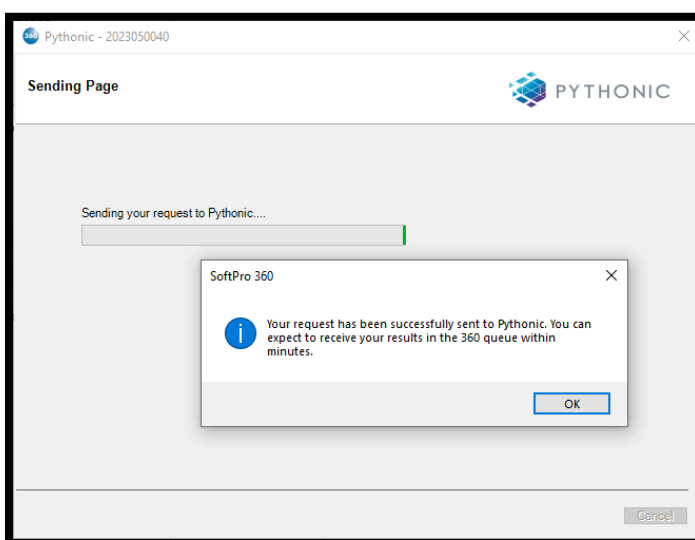 360 Pythonic - 2023050040
Sending Page
PYTHONIC
Sending your request to Pythonic....
SoftPro 360
Your request has been successfully sent to Pythonic. You can
expect to receive your results in the 360 queue within
minutes.
OK
Cancel